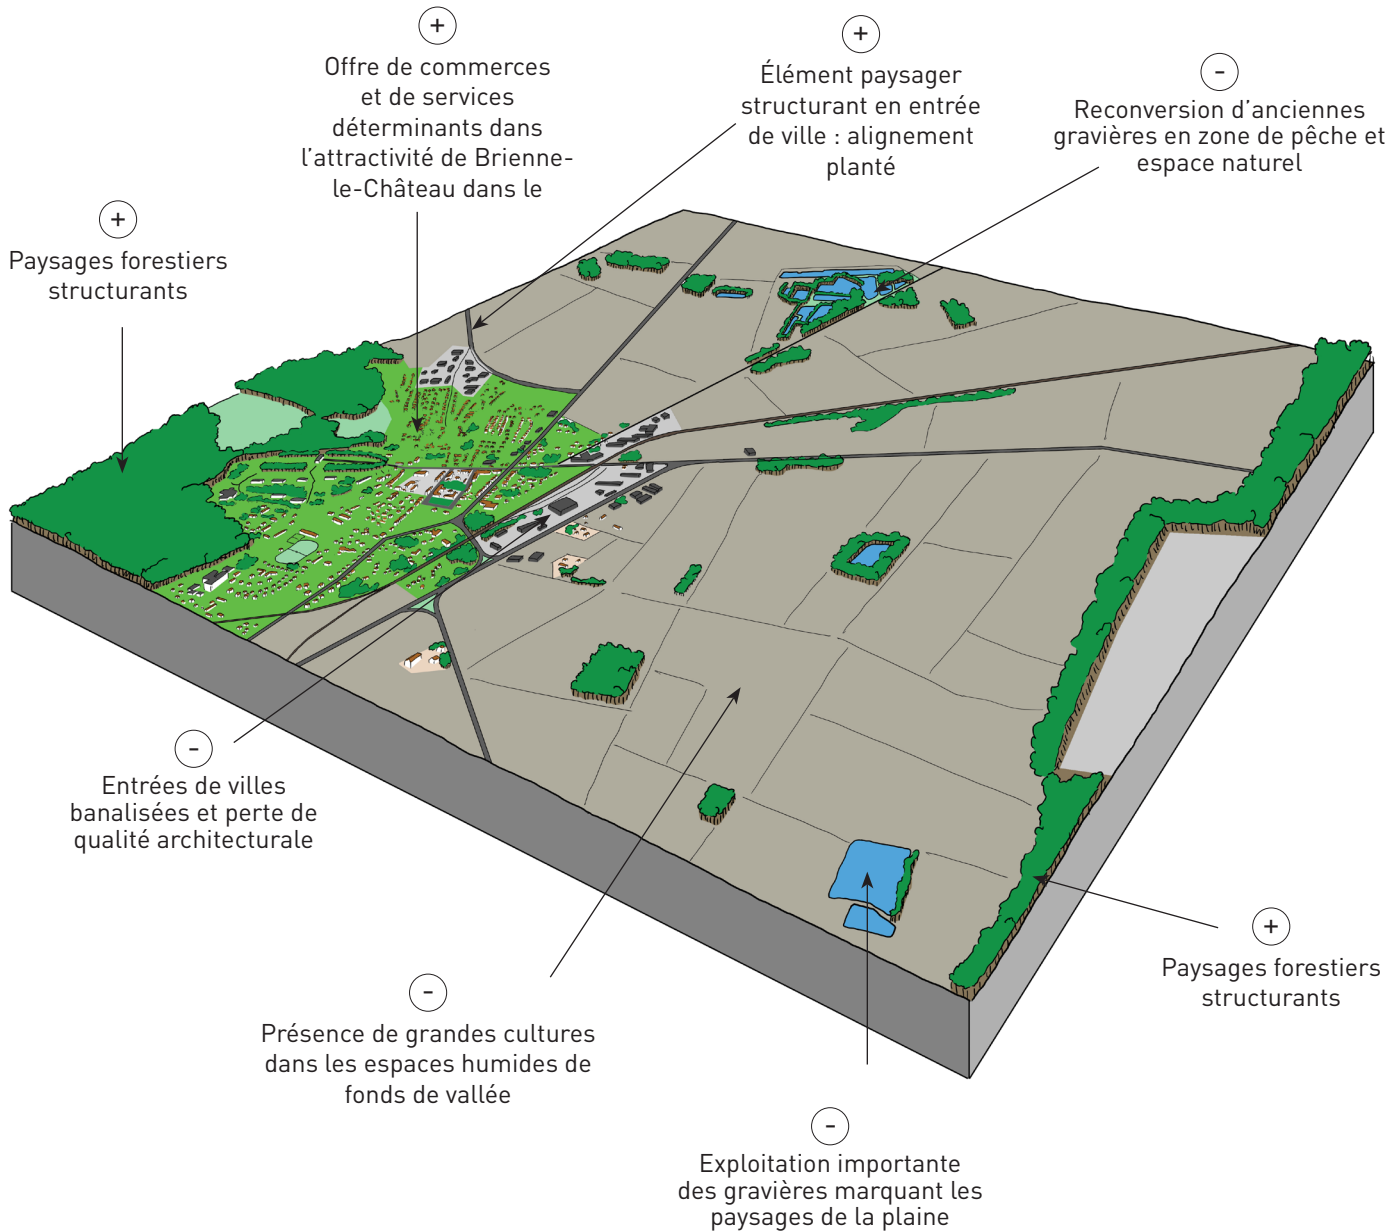 +
Offre de commerces
et de services
déterminants dans
l'attractivité de Brienne-
le-Château dans le
+
Élément paysager
structurant en entrée
de ville : alignement
planté
-
Reconversion d'anciennes
gravières en zone de pêche et
espace naturel
+
Paysages forestiers
structurants
-
Entrées de villes
banalisées et perte de
qualité architecturale
-
Présence de grandes cultures
dans les espaces humides de
fonds de vallée
+
Paysages forestiers
structurants
-
Exploitation importante
des gravières marquant les
paysages de la plaine